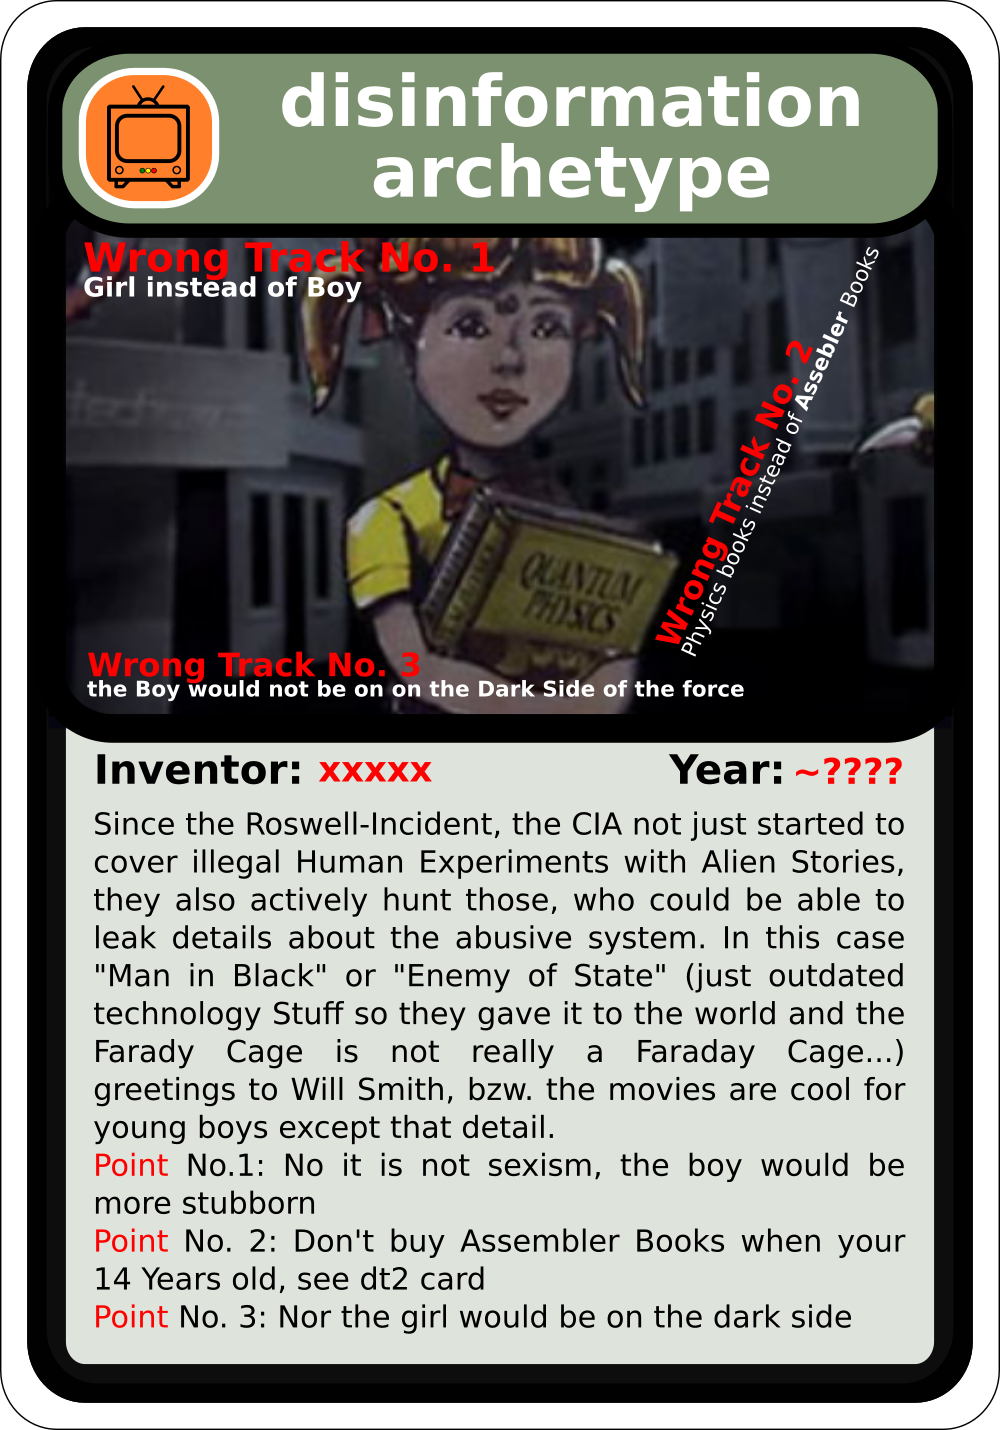 disinformation
archetype
Wrong Track No. 1
Girl instead of Boy
Wrong Track No. 2
Physics books instead of Assebler Books
QUANTUM
PHYSICS
Wrong Track No. 3
the Boy would not be on on the Dark Side of the force
Inventor: xxxxx Year: ~????
Since the Roswell-Incident, the CIA not just started to
cover illegal Human Experiments with Alien Stories,
they also actively hunt those, who could be able to
leak details about the abusive system. In this case
"Man in Black" or "Enemy of State" (just outdated
technology Stuff so they gave it to the world and the
Farady Cage is not really a Faraday Cage...)
greetings to Will Smith, bzw. the movies are cool for
young boys except that detail.
Point No.1: No it is not sexism, the boy would be
more stubborn
Point No. 2: Don't buy Assembler Books when your
14 Years old, see dt2 card
Point No. 3: Nor the girl would be on the dark side